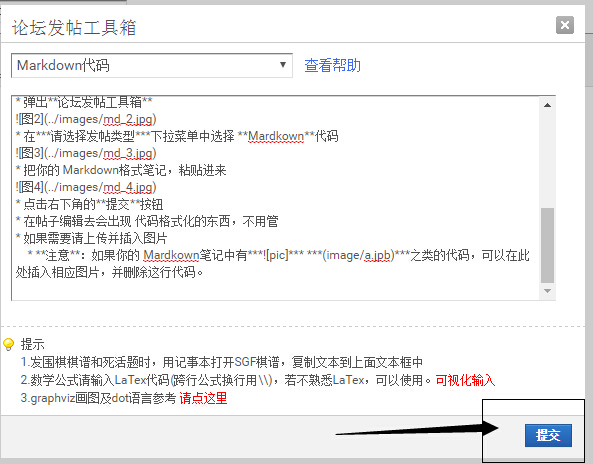 论坛发帖工具箱
Markdown代码
查看帮助
* 弹出**论坛发帖工具箱**
![图2](../images/md_2.jpg)
* 在***请选择发帖类型***下拉菜单中选择 **Mardkown**代码
![图3](../images/md_3.jpg)
* 把你的 Markdown格式笔记，粘贴进来
![图4](../images/md_4.jpg)
* 点击右下角的**提交**按钮
* 在帖子编辑去会出现 代码格式化的东西，不用管
* 如果需要请上传并插入图片
* **注意**：如果你的 Mardkown笔记中有***![pic]*** ***(image/a.jpb)***之类的代码，可以在此
处插入相应图片，并删除这行代码。
提示
1.发围棋棋谱和死活题时，用记事本打开SGF棋谱，复制文本到上面文本框中
2.数学公式请输入LaTex代码(跨行公式换行用\\)，若不熟悉LaTex，可以使用。可视化输入
3.graphviz画图及dot语言参考 请点这里
提交